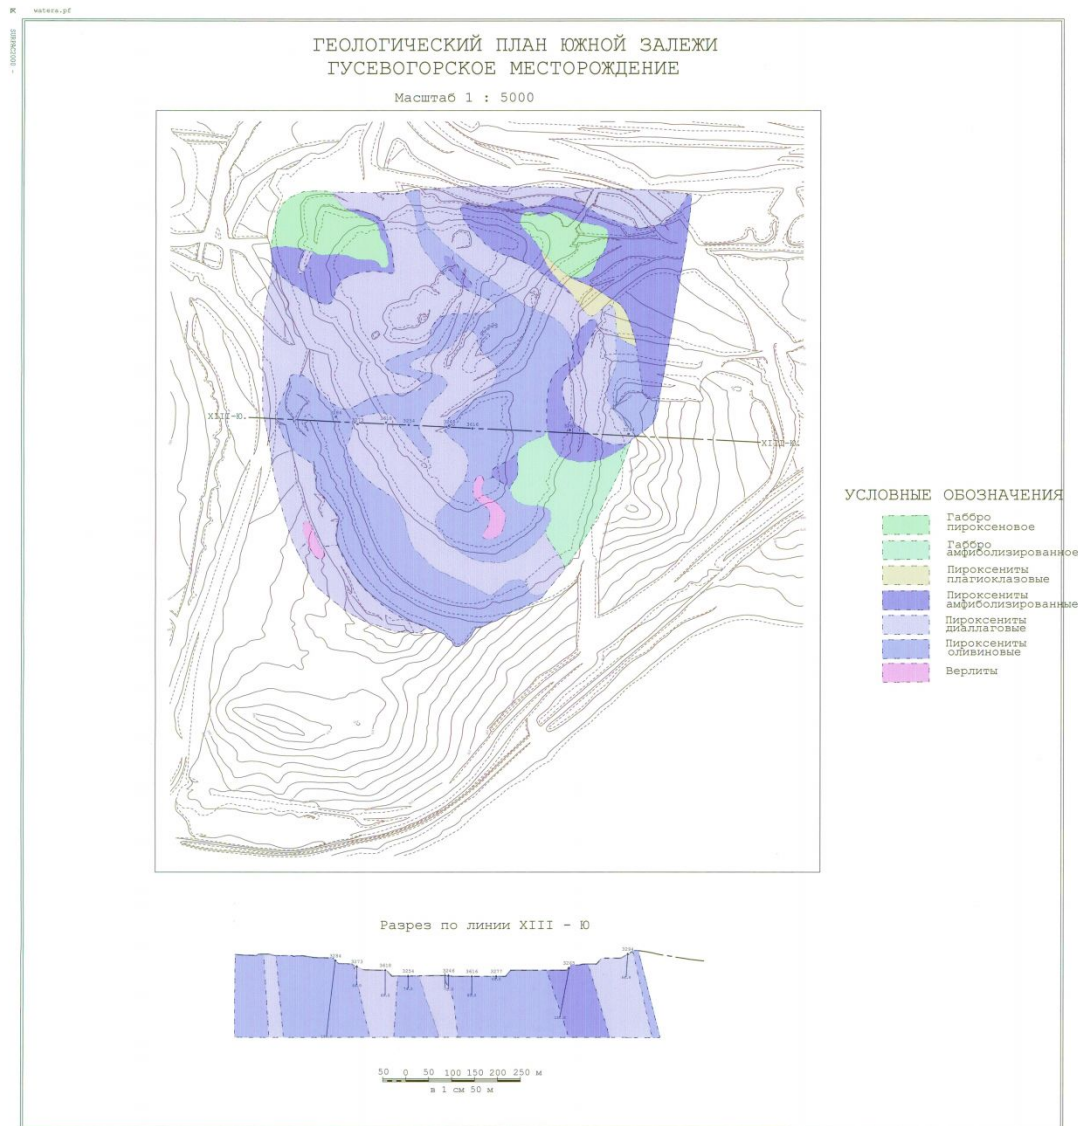 waters.pf
ГЕОЛОГИЧЕСКИЙ ПЛАН ЮЖНОЙ ЗАЛЕЖИ
ГУСЕВОГОРСКОЕ МЕСТОРОЖДЕНИЕ
Масштаб 1 : 5000
XIII-Ю.
XIII-Ю.
УСЛОВНЫЕ ОБОЗНАЧЕНИЯ
Габбро
пироксеновое
Габбро
амфиболизированное
Пироксениты
плагиоклазовые
Пироксениты
амфиболизированные
Пироксениты
диаллаговые
Пироксениты
оливиновые
Верлиты
Разрез по линии XIII - Ю
50 0 50 100 150 200 250 м
в 1 см 50 м